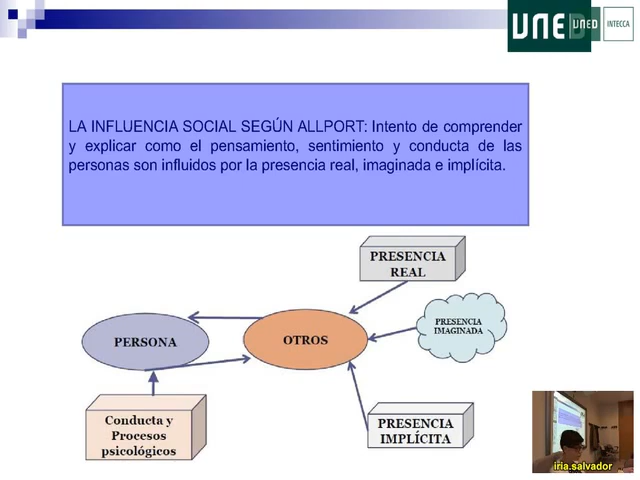 UNED
UNED
INTECCA
LA INFLUENCIA SOCIAL SEGÚN ALLPORT: Intento de comprender
y explicar como el pensamiento, sentimiento y conducta de las
personas son influidos por la presencia real, imaginada e implícita.
PRESENCIA
REAL
PRESENCIA
IMAGINADA
PERSONA
OTROS
Conducta y
Procesos
psicológicos
PRESENCIA
IMPLÍCITA
iria.salvador